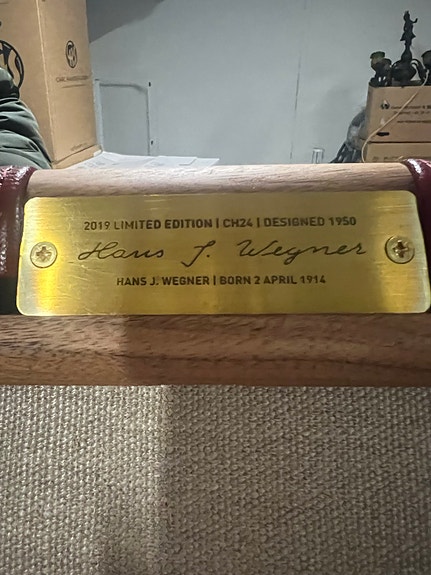 2019 LIMITED EDITION | CH24 | DESIGNED 1950
Hans J. Wegner
HANS J. WEGNER | BORN 2 APRIL 1914